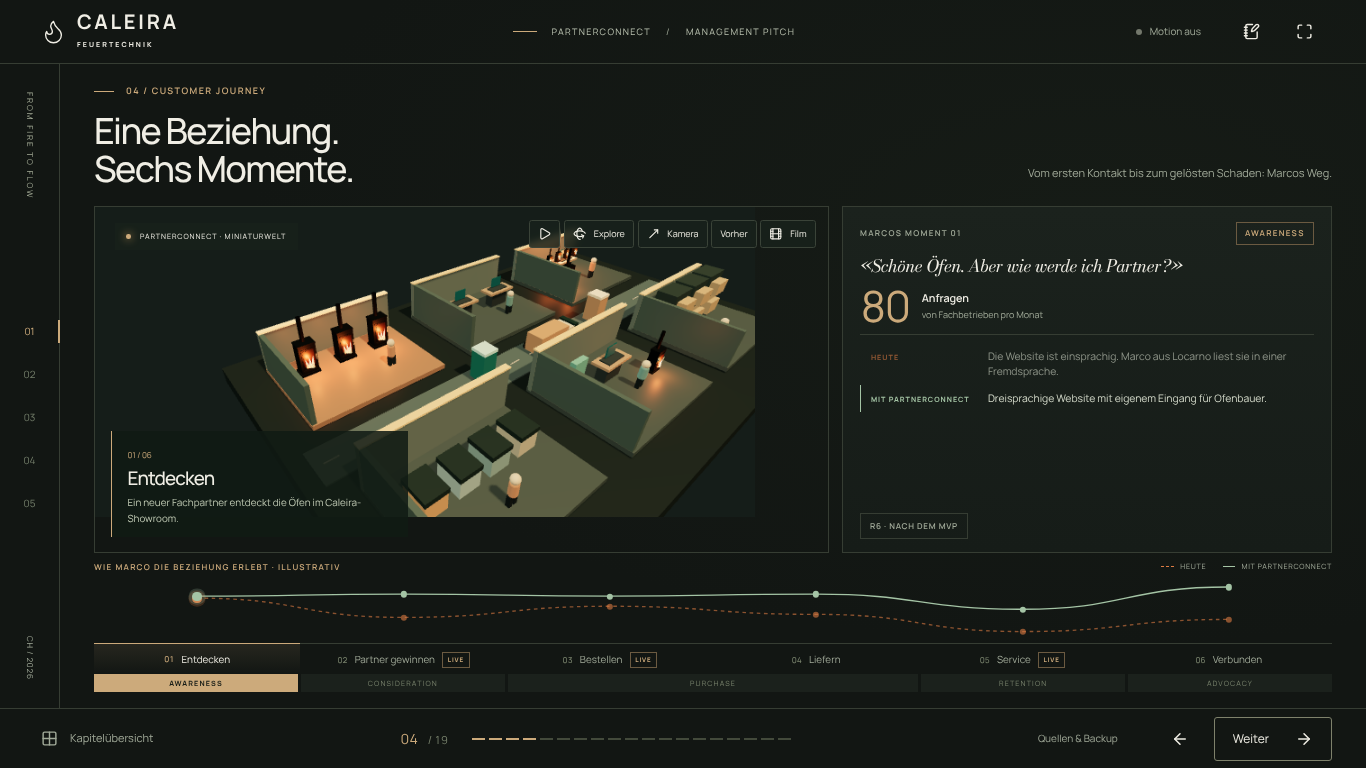 CALEIRA
FEUERTECHNIK
PARTNERCONNECT / MANAGEMENT PITCH
Motion aus
FROM FIRE TO FLOW
01
02
03
04
05
CH / 2026
04 / CUSTOMER JOURNEY
Eine Beziehung.
Sechs Momente.
Vom ersten Kontakt bis zum gelösten Schaden: Marcos Weg.
PARTNERCONNECT · MINIATURWELT
Explore
Kamera
Vorher
Film
01 / 06
Entdecken
Ein neuer Fachpartner entdeckt die Öfen im Caleira-
Showroom.
MARCOS MOMENT 01
AWARENESS
«Schöne Öfen. Aber wie werde ich Partner?»
80
Anfragen
von Fachbetrieben pro Monat
HEUTE
Die Website ist einsprachig. Marco aus Locarno liest sie in einer
Fremdsprache.
MIT PARTNERCONNECT
Dreisprachige Website mit eigenem Eingang für Ofenbauer.
R6 · NACH DEM MVP
WIE MARCO DIE BEZIEHUNG ERLEBT · ILLUSTRATIV
HEUTE
MIT PARTNERCONNECT
01 Entdecken
02 Partner gewinnen LIVE
03 Bestellen LIVE
04 Liefern
05 Service LIVE
06 Verbunden
AWARENESS
CONSIDERATION
PURCHASE
RETENTION
ADVOCACY
Kapitelübersicht
04 / 19
Quellen & Backup
Weiter